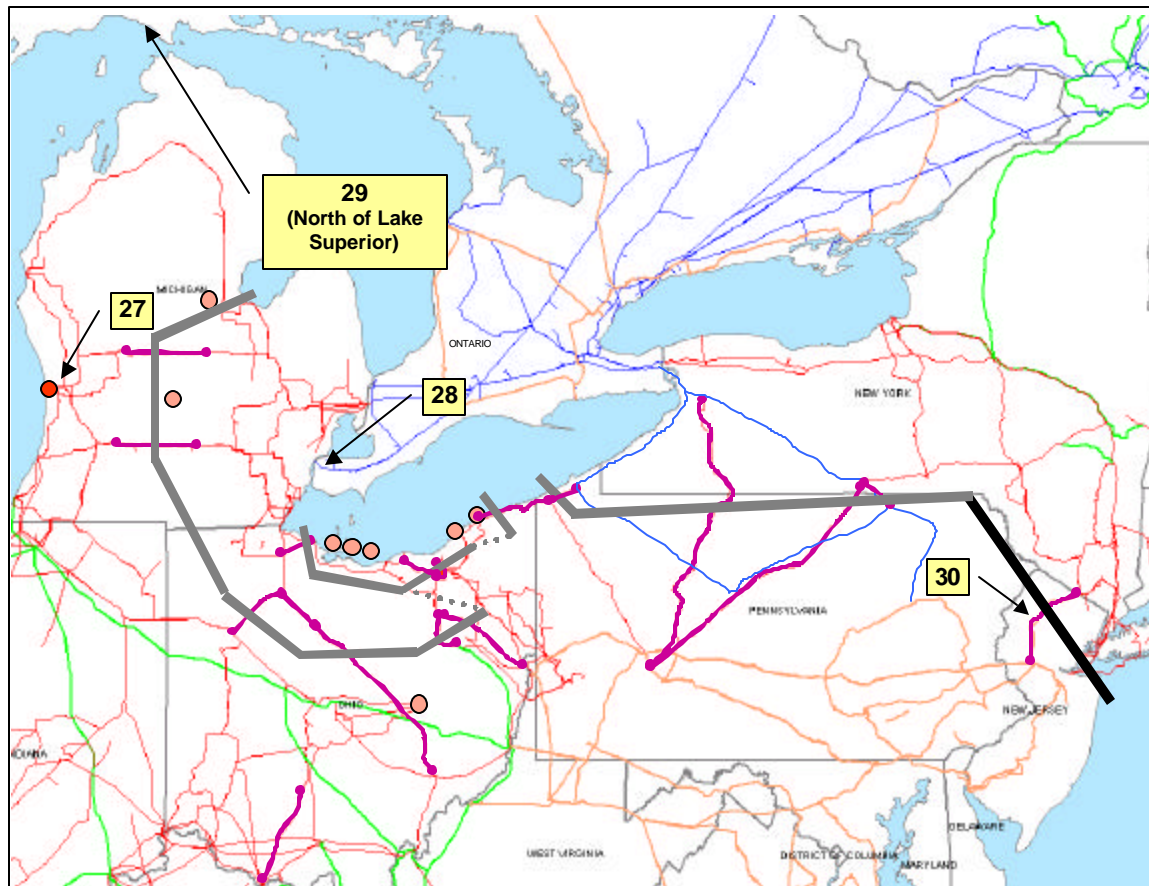 29
(North of Lake
Superior)
MICHIGAN
27
ONTARIO
28
NEW YORK
30
PENNSYLVANIA
OHIO
NEW JERSEY
INDIANA
DELAWARE
WEST VIRGINIA
DISTRICT OF COLUMBIA
MARYLAND